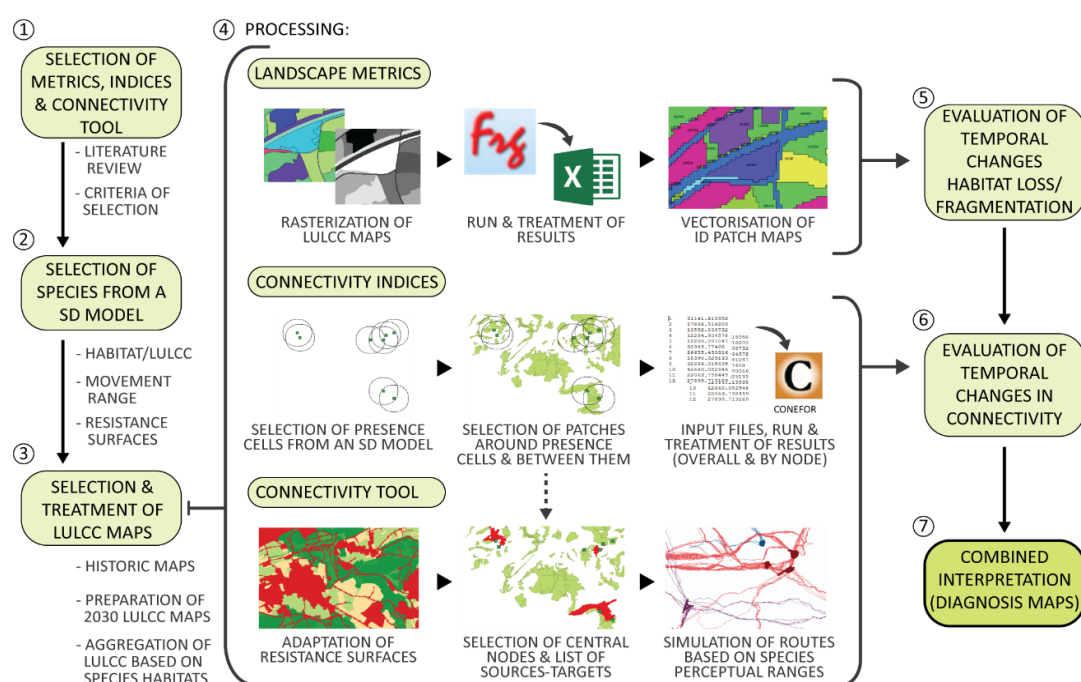 ①
SELECTION OF
METRICS, INDICES
& CONNECTIVITY
TOOL
- LITERATURE
REVIEW
- CRITERIA OF
SELECTION
②
SELECTION OF
SPECIES FROM A
SD MODEL
- HABITAT/LULCC
- MOVEMENT
RANGE
- RESISTANCE
SURFACES
③
SELECTION &
TREATMENT OF
LULCC MAPS
- HISTORIC MAPS
- PREPARATION OF
2030 LULCC MAPS
- AGGREGATION OF
LULCC BASED ON
SPECIES HABITATS
④ PROCESSING:
LANDSCAPE METRICS
Frg
X
RASTERIZATION OF
LULCC MAPS
RUN & TREATMENT OF
RESULTS
VECTORISATION OF
ID PATCH MAPS
CONNECTIVITY INDICES
C
CONEFOR
SELECTION OF PRESENCE
CELLS FROM AN SD MODEL
SELECTION OF PATCHES
AROUND PRESENCE
CELLS & BETWEEN THEM
INPUT FILES, RUN &
TREATMENT OF RESULTS
(OVERALL & BY NODE)
CONNECTIVITY TOOL
ADAPTATION OF
RESISTANCE SURFACES
SELECTION OF CENTRAL
NODES & LIST OF
SOURCES-TARGETS
SIMULATION OF ROUTES
BASED ON SPECIES
PERCEPTUAL RANGES
⑤
EVALUATION OF
TEMPORAL
CHANGES
HABITAT LOSS/
FRAGMENTATION
⑥
EVALUATION OF
TEMPORAL
CHANGES IN
CONNECTIVITY
⑦
COMBINED
INTERPRETATION
(DIAGNOSIS MAPS)